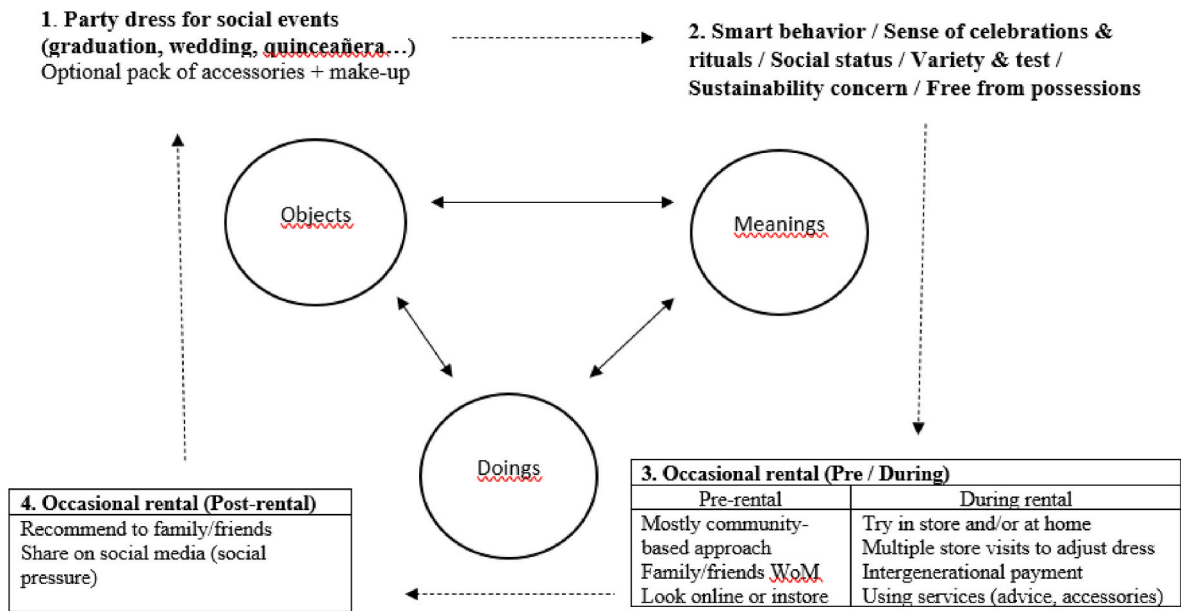 1. Party dress for social events
(graduation, wedding, quinceañera…)
Optional pack of accessories + make-up
2. Smart behavior / Sense of celebrations &
rituals / Social status / Variety & test /
Sustainability concern / Free from possessions
Objects
Meanings
Doings
3. Occasional rental (Pre / During)
Pre-rental
Mostly community-
based approach
Family/friends WoM
Look online or instore
During rental
Try in store and/or at home
Multiple store visits to adjust dress
Intergenerational payment
Using services (advice, accessories)
4. Occasional rental (Post-rental)
Recommend to family/friends
Share on social media (social
pressure)